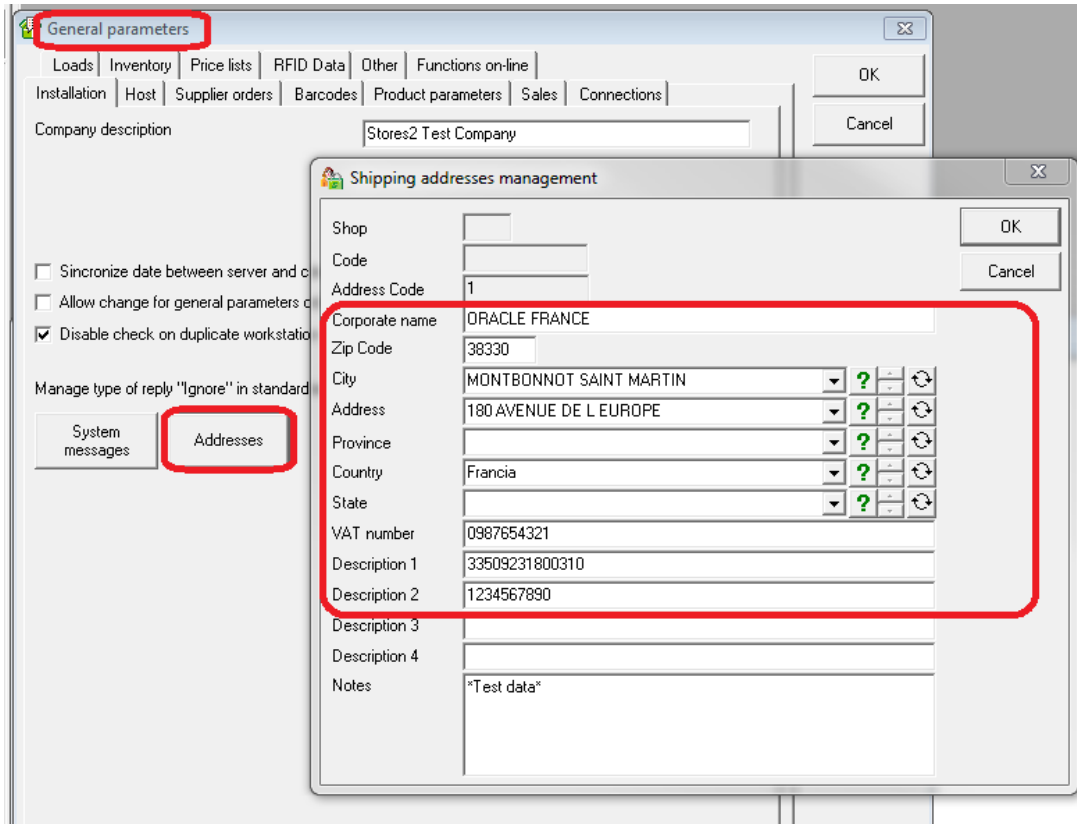 General parameters
Loads Inventory Price lists RFID Data Other Functions on-line
OK
Installation Host Supplier orders Barcodes Product parameters Sales Connections
Cancel
Company description Stores2 Test Company
Shipping addresses management
Shop
OK
Code
Cancel
Sincronize date between server and c
Address Code 1
Allow change for general parameters
Corporate name ORACLE FRANCE
Disable check on duplicate workstatio
Zip Code 38330
City MONTBONNOT SAINT MARTIN ?
Manage type of reply "Ignore" in standard
Address 180 AVENUE DE L EUROPE ?
System
messages
Addresses
Province ?
Country Francia ?
State ?
VAT number 0987654321
Description 1 33509231800310
Description 2 1234567890
Description 3
Description 4
Notes *Test data*